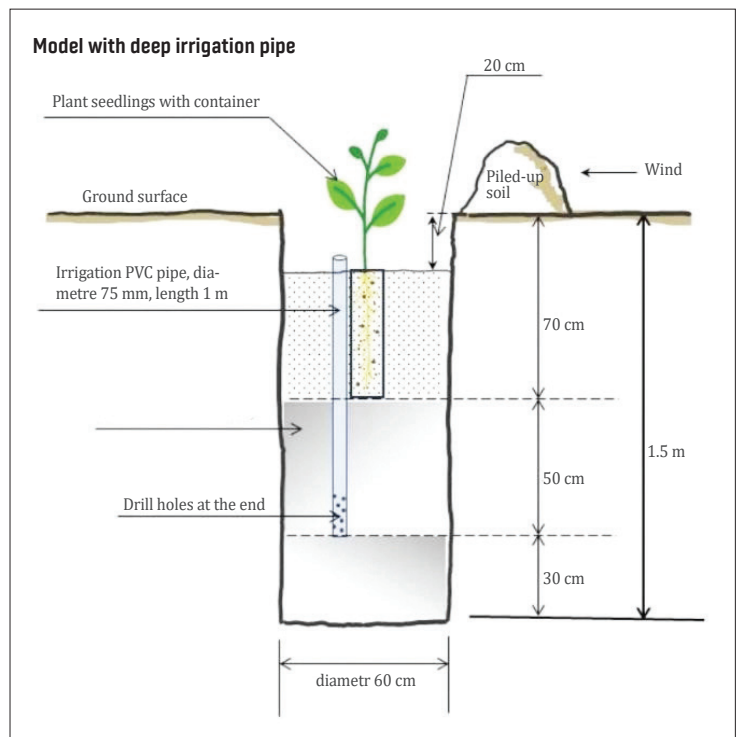 Model with deep irrigation pipe
20 cm
Plant seedlings with container
Wind
Piled-up
soil
Ground surface
Irrigation PVC pipe, dia-
metre 75 mm, length 1 m
70 cm
1.5 m
50 cm
Drill holes at the end
30 cm
diametr 60 cm